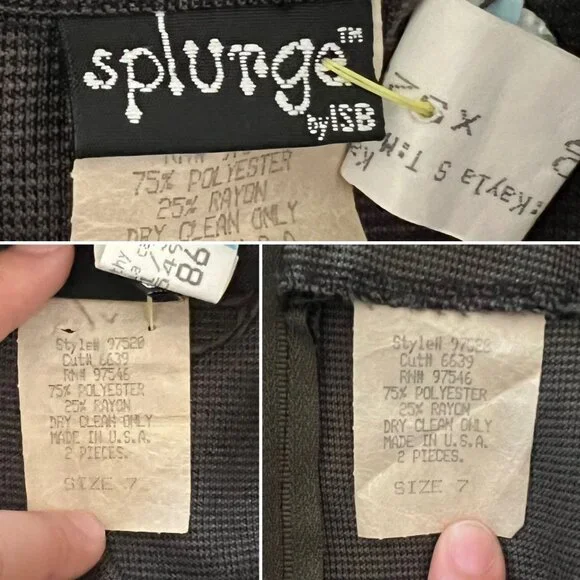 splunge™
by ISB
75% POLYESTER
25% RAYON
DRY CLEAN ONLY
Kayla S T:M
Style# 97520
Cut# 6639
RN# 97546
75% POLYESTER
25% RAYON
DRY CLEAN ONLY
MADE IN U.S.A.
2 PIECES.
SIZE 7
Style# 97520
Cut# 6639
RN# 97546
75% POLYESTER
25% RAYON
DRY CLEAN ONLY
MADE IN U.S.A.
2 PIECES.
SIZE 7